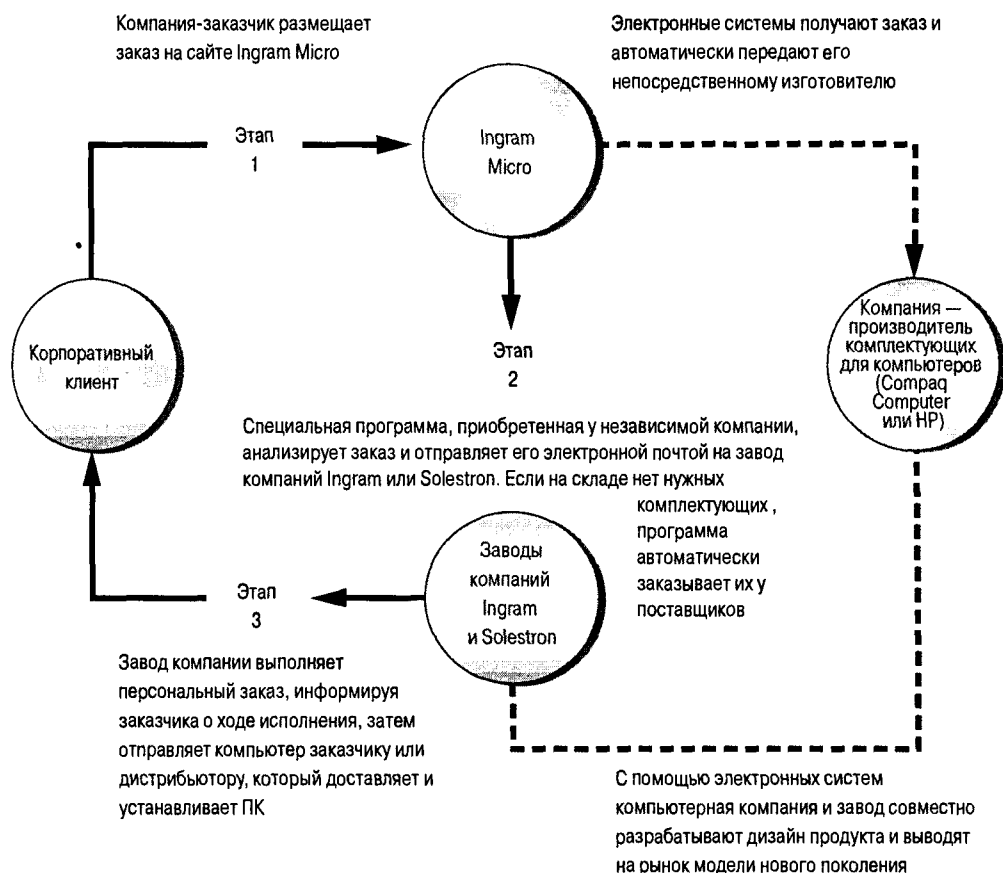 Компания-заказчик размещает
заказ на сайте Ingram Micro
Электронные системы получают заказ и
автоматически передают его
непосредственному изготовителю
Этап
1
Ingram
Micro
Корпоративный
клиент
Этап
2
Компания —
производитель
комплектующих
для компьютеров
(Compaq
Computer
или HP)
Специальная программа, приобретенная у независимой компании,
анализирует заказ и отправляет его электронной почтой на завод
компаний Ingram или Solestron. Если на складе нет нужных
комплектующих ,
программа
автоматически
заказывает их у
поставщиков
Заводы
компаний
Ingram
и Solestron
Этап
3
Завод компании выполняет
персональный заказ, информируя
заказчика о ходе исполнения, затем
отправляет компьютер заказчику или
дистрибьютору, который доставляет и
устанавливает ПК
С помощью электронных систем
компьютерная компания и завод совместно
разрабатывают дизайн продукта и выводят
на рынок модели нового поколения